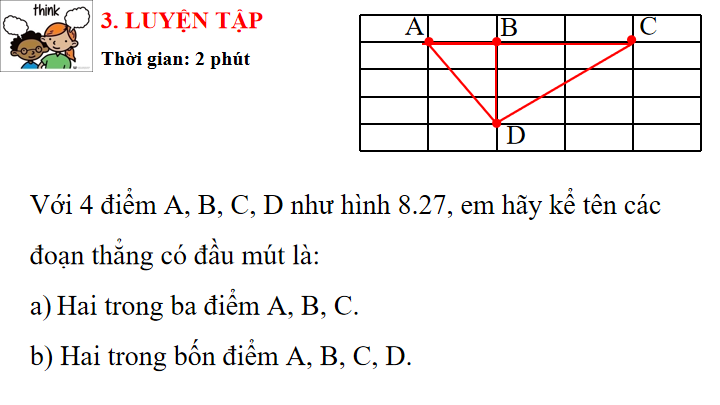 think
3. LUYỆN TẬP
Thời gian: 2 phút
A B C
D
Với 4 điểm A, B, C, D như hình 8.27, em hãy kể tên các
đoạn thẳng có đầu mút là:
a) Hai trong ba điểm A, B, C.
b) Hai trong bốn điểm A, B, C, D.